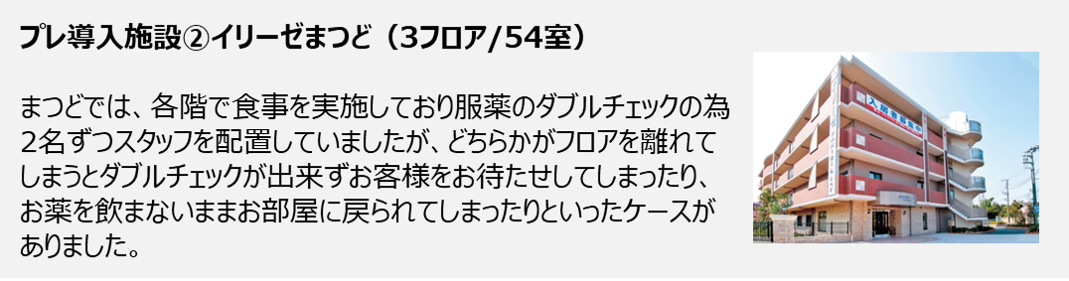 プレ導入施設②イリーゼまつど（3フロア/54室）
まつどでは、各階で食事を実施しており服薬のダブルチェックの為
2名ずつスタッフを配置していましたが、どちらかがフロアを離れて
しまうとダブルチェックが出来ずお客様をお待たせしてしまったり、
お薬を飲まないままお部屋に戻られてしまったりといったケースが
ありました。
入居者募集中